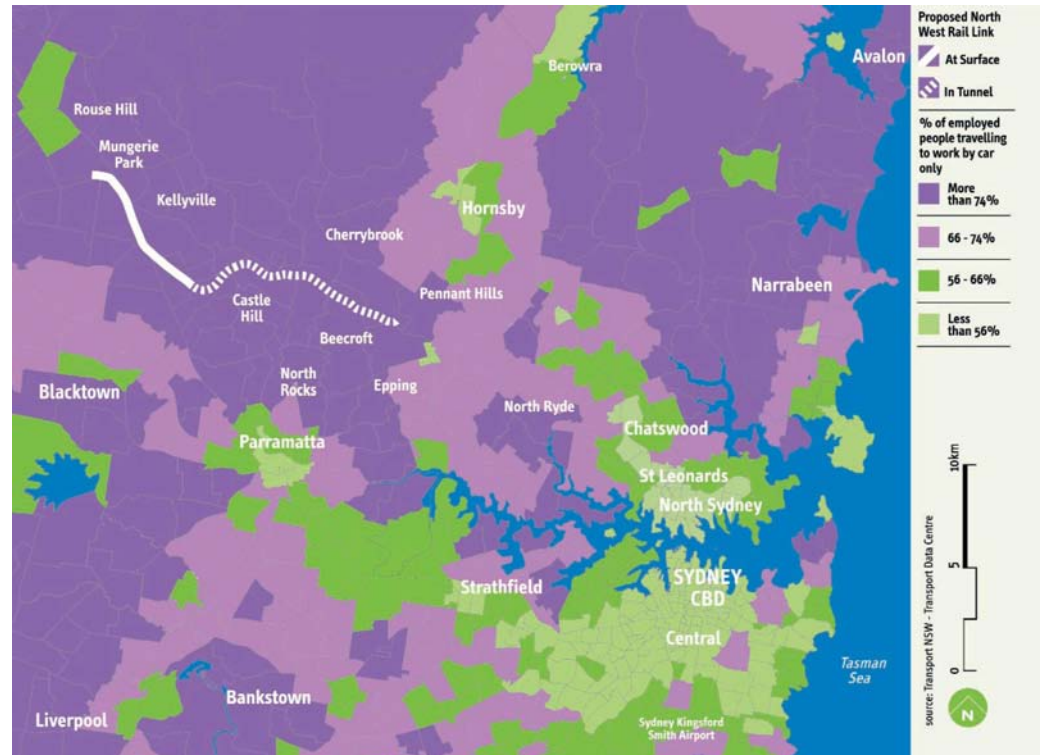 Berowra
Avalon
Rouse Hill
Mungerie
Park
Kellyville
Hornsby
Cherrybrook
Pennant Hills
Narrabeen
Castle
Hill
Beecroft
North
Rocks
Epping
Blacktown
North Ryde
Parramatta
Chatswood
St Leonards
North Sydney
Strathfield
SYDNEY
CBD
Central
Tasman
Sea
Bankstown
Liverpool
Sydney Kingsford
Smith Airport
Proposed North
West Rail Link
At Surface
In Tunnel
% of employed
people travelling
to work by car
only
More
than 74%
66 - 74%
56 - 66%
Less
than 56%
10km
5
0
source: Transport NSW - Transport Data Centre
N